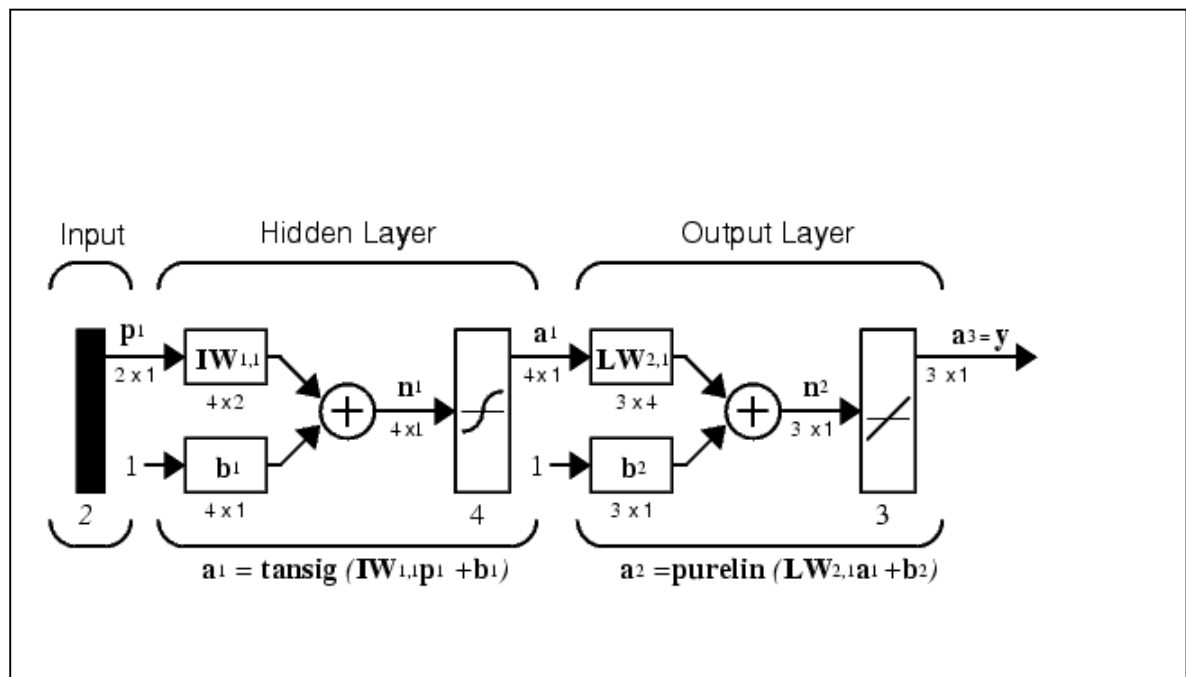 Input Hidden Layer Output Layer
p1 a1 a3 = y
IW1,1 LW2,1
2 x 1 n1 4 x 1 n2 3 x 1
4 x 2 3 x 4
4 x1 3 x1
1 b1 1 b2
2 4 x 1 4 3 x 1 3
a1 = tansig (IW1,1p1 +b1) a2 =purelin (LW2,1a1 +b2)